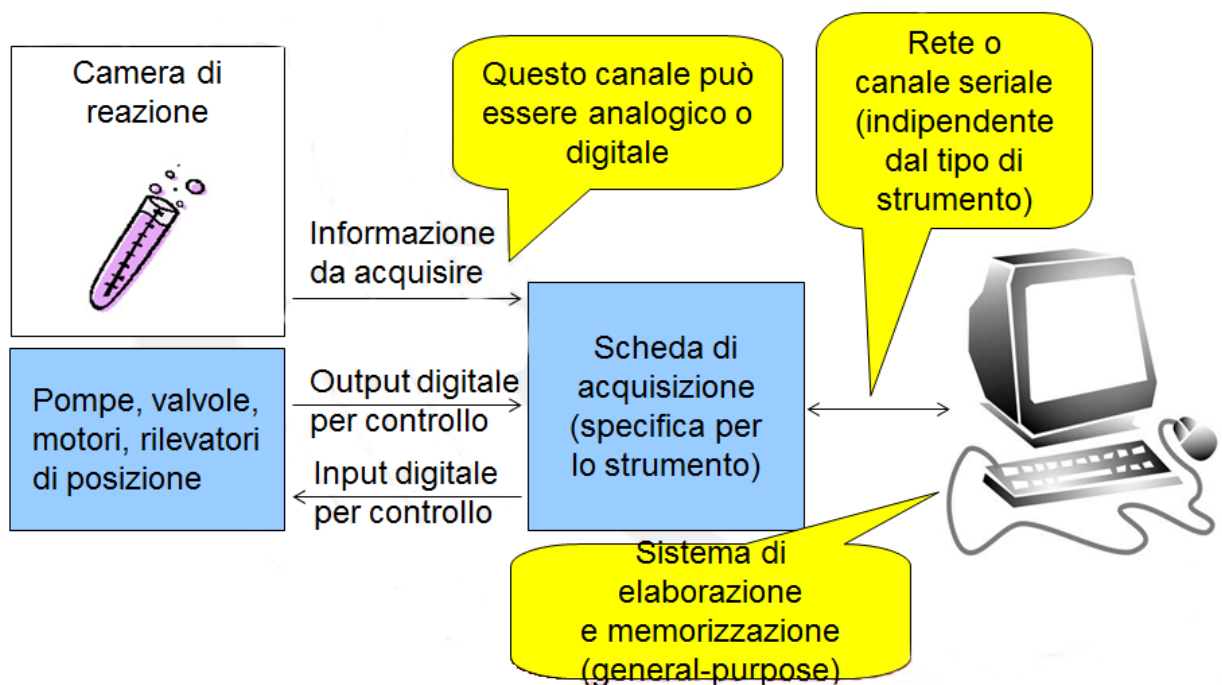 Camera di
reazione
Questo canale può
essere analogico o
digitale
Rete o
canale seriale
(indipendente
dal tipo di
strumento)
Informazione
da acquisire
Pompe, valvole,
motori, rilevatori
di posizione
Output digitale
per controllo
Input digitale
per controllo
Scheda di
acquisizione
(specifica per
lo strumento)
Sistema di
elaborazione
e memorizzazione
(general-purpose)